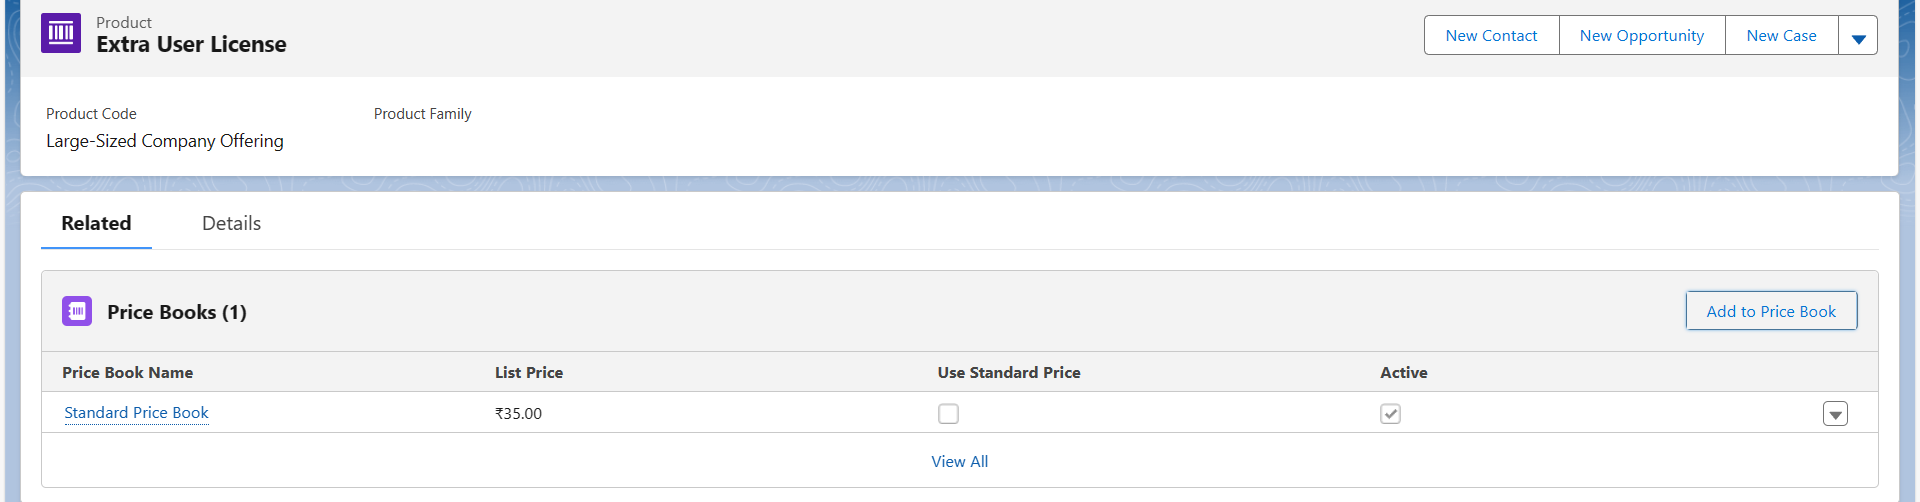 Product
Extra User License
New Contact
New Opportunity
New Case
Product Code
Product Family
Large-Sized Company Offering
Related
Details
Price Books (1)
Add to Price Book
Price Book Name
List Price
Use Standard Price
Active
Standard Price Book
₹35.00
View All